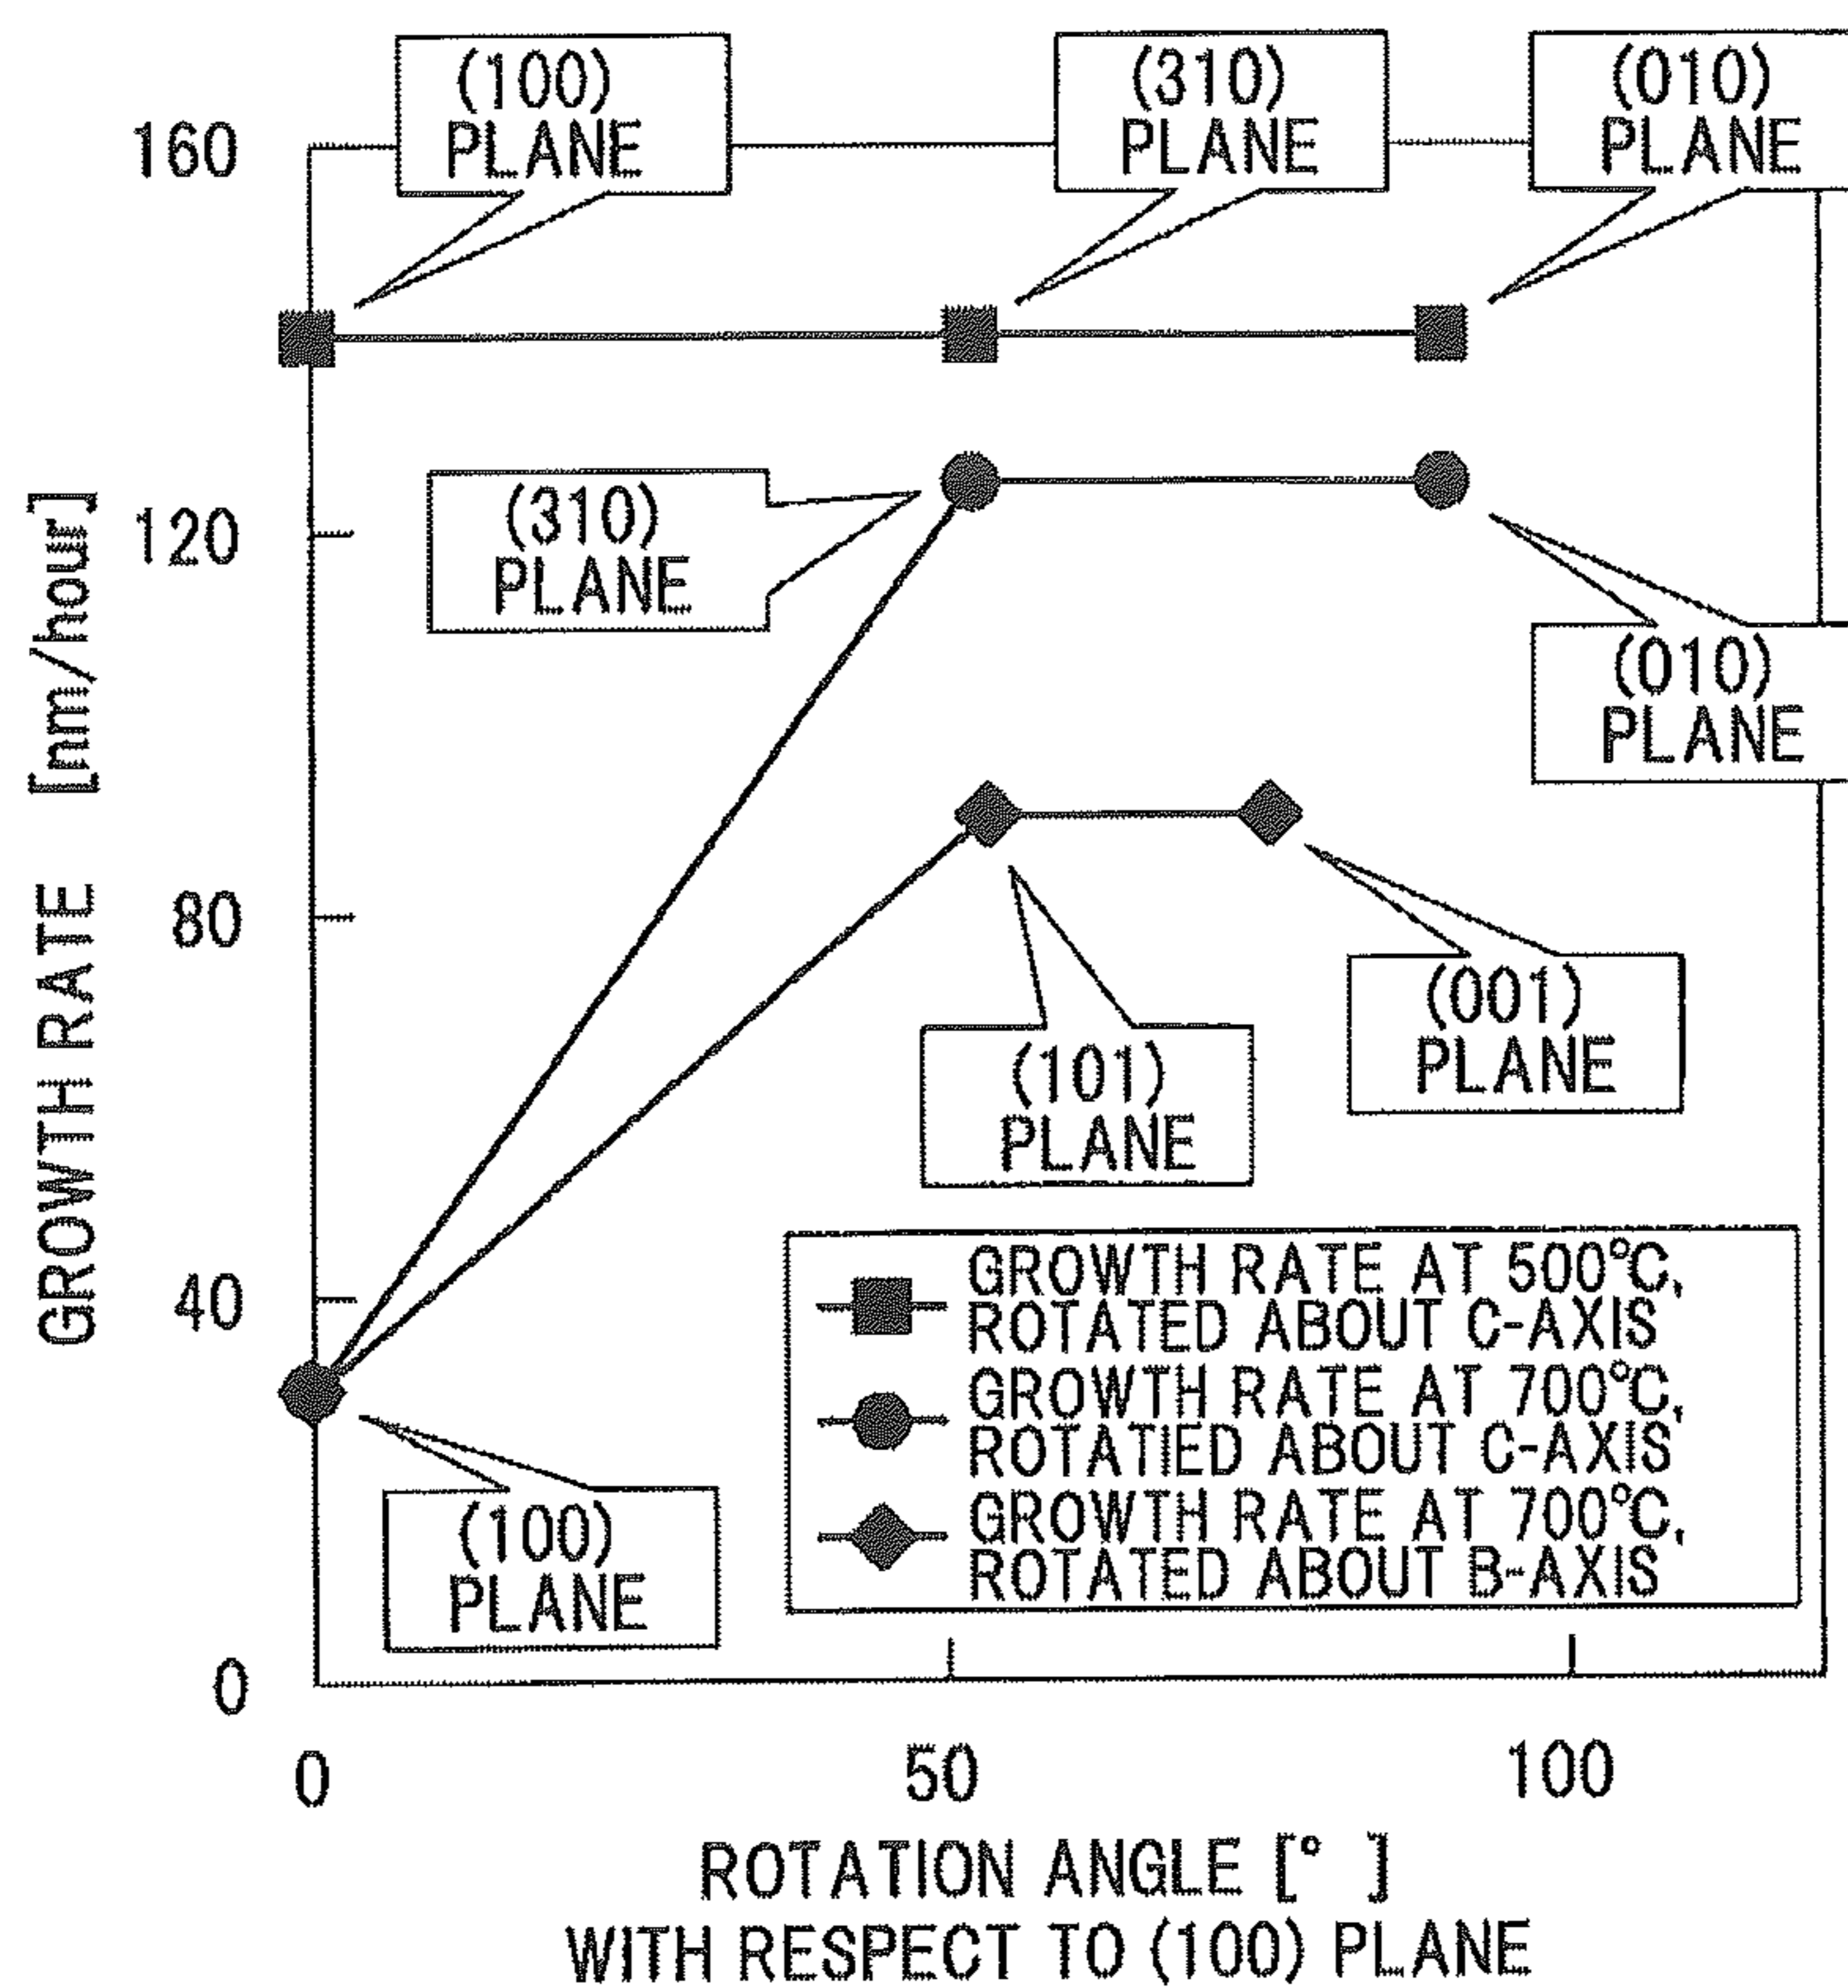 (100)
PLANE
(310)
PLANE
(010)
PLANE
160
(310)
PLANE
120
(010)
PLANE
GROWTH RATE [nm/hour]
80
(001)
PLANE
(101)
PLANE
40
GROWTH RATE AT 500°C,
ROTATED ABOUT C-AXIS
GROWTH RATE AT 700°C,
ROTATIED ABOUT C-AXIS
GROWTH RATE AT 700°C,
ROTATED ABOUT B-AXIS
(100)
PLANE
0
0 50 100
ROTATION ANGLE [° ]
WITH RESPECT TO (100) PLANE